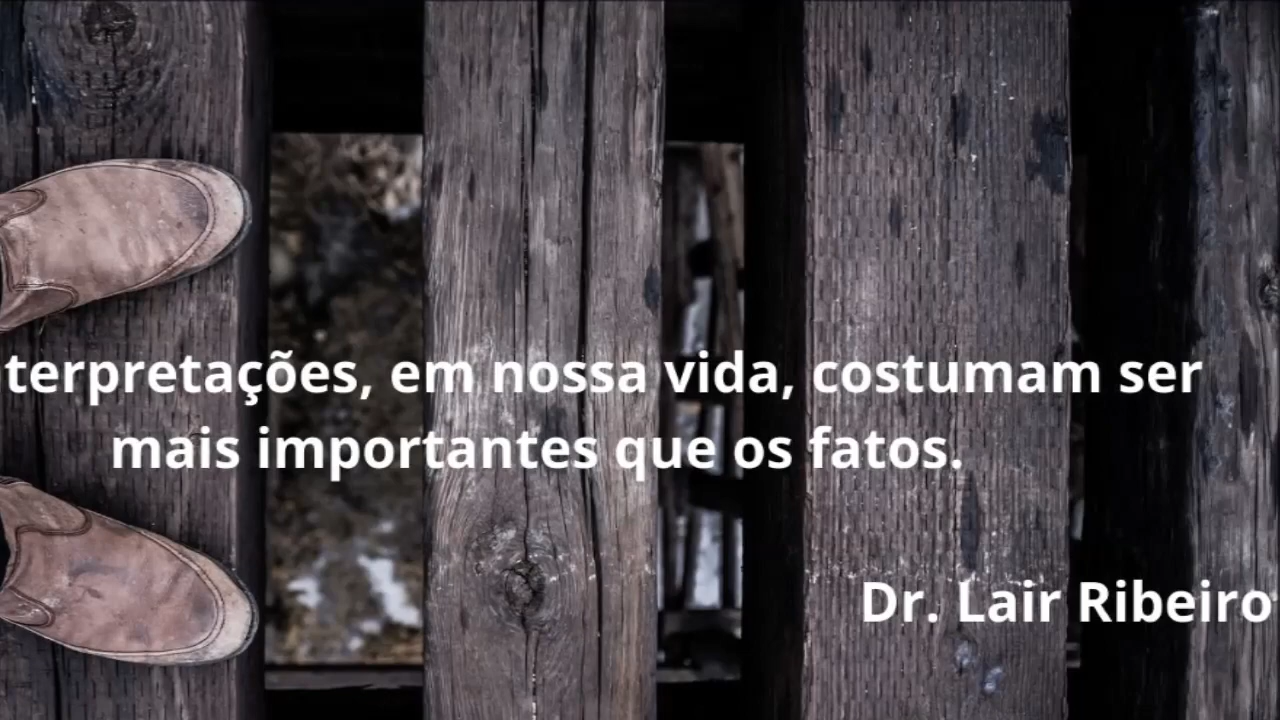 terpretações, em nossa vida, costumam ser
mais importantes que os fatos.
Dr. Lair Ribeiro